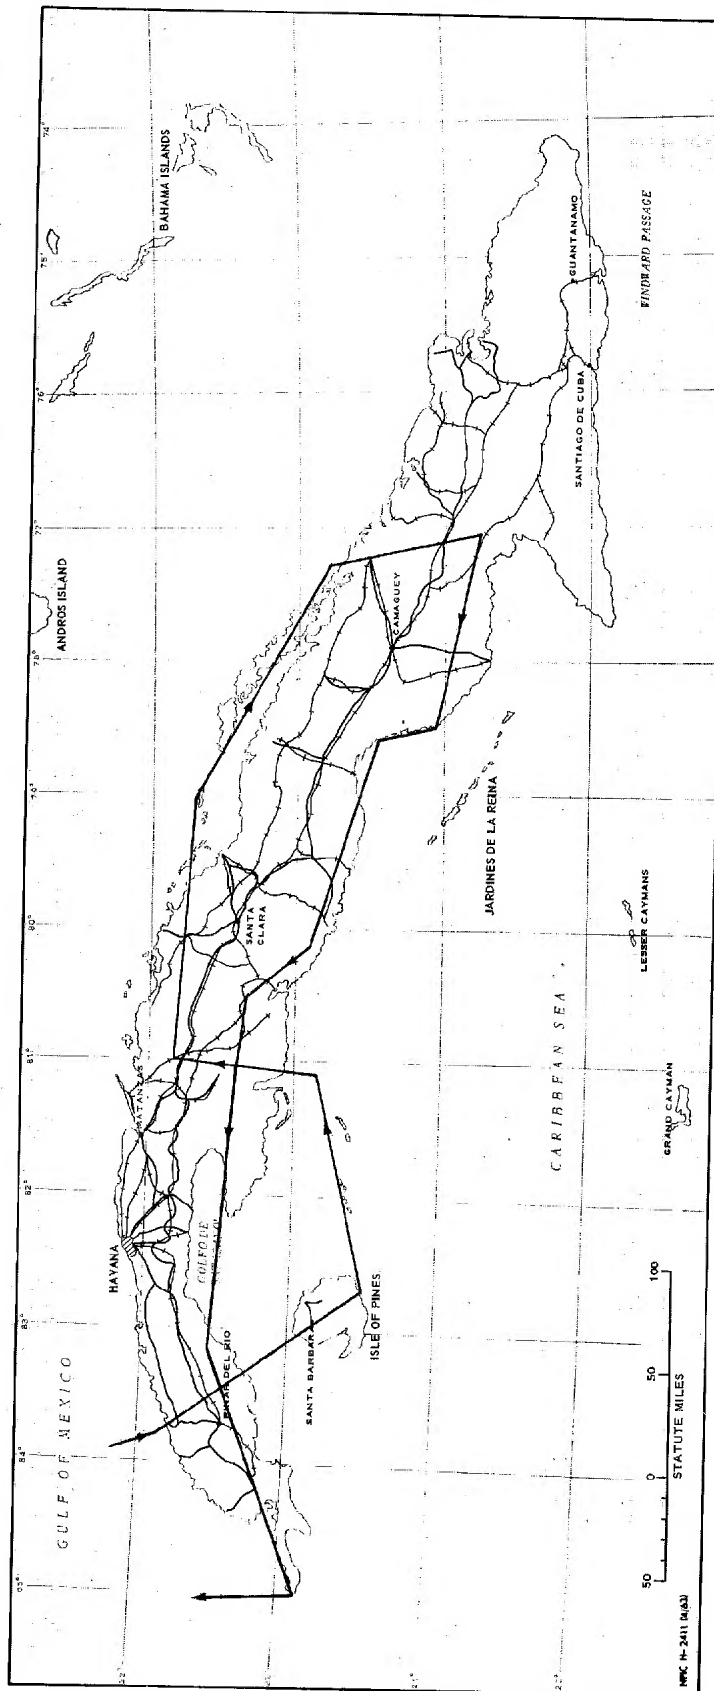 GULF OF MEXICO
HAVANA
MATANZAS
PINAR DEL RIO
GOLFO DE
SANTA BARBARA
ISLE OF PINES
SANTA
CLARA
CAMAGUEY
ANDROS ISLAND
BAHAMA ISLANDS
GUANTANAMO
SANTIAGO DE CUBA
WINDWARD PASSAGE
JARDINES DE LA REINA
CARIBBEAN SEA
LESSER CAYMANS
GRAND CAYMAN
84°
83°
82°
81°
80°
78°
77°
76°
75°
74°
50 0 50 100
STATUTE MILES
NPIC H-2411 (4/63)